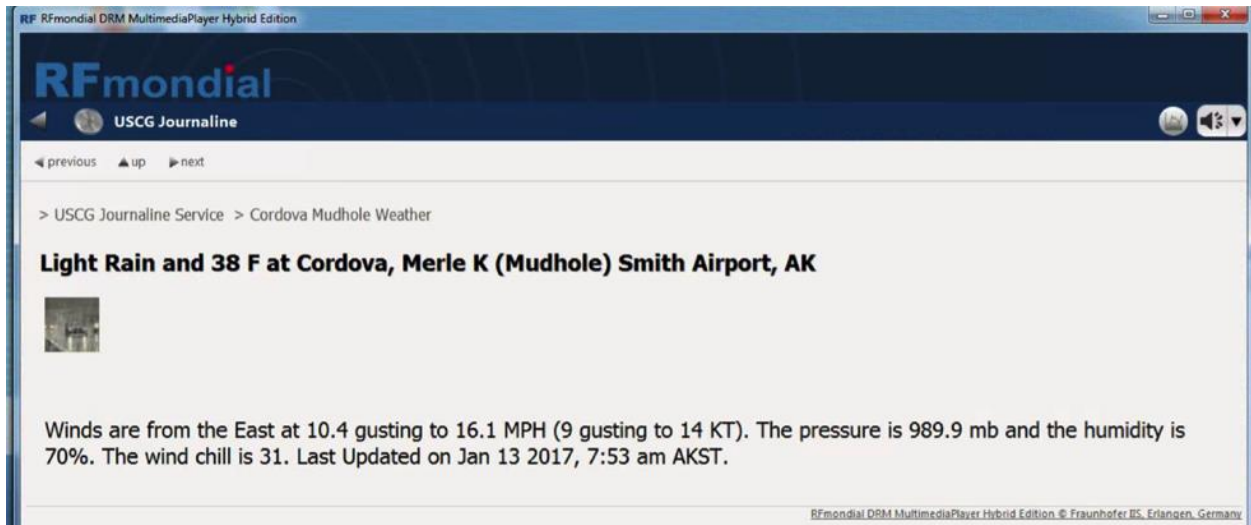 RF RFmondial DRM MultimediaPlayer Hybrid Edition
RFmondial
USCG Journaline
previous up next
> USCG Journaline Service > Cordova Mudhole Weather
Light Rain and 38 F at Cordova, Merle K (Mudhole) Smith Airport, AK
Winds are from the East at 10.4 gusting to 16.1 MPH (9 gusting to 14 KT). The pressure is 989.9 mb and the humidity is
70%. The wind chill is 31. Last Updated on Jan 13 2017, 7:53 am AKST.
RFmondial DRM MultimediaPlayer Hybrid Edition © Fraunhofer IIS, Erlangen, Germany